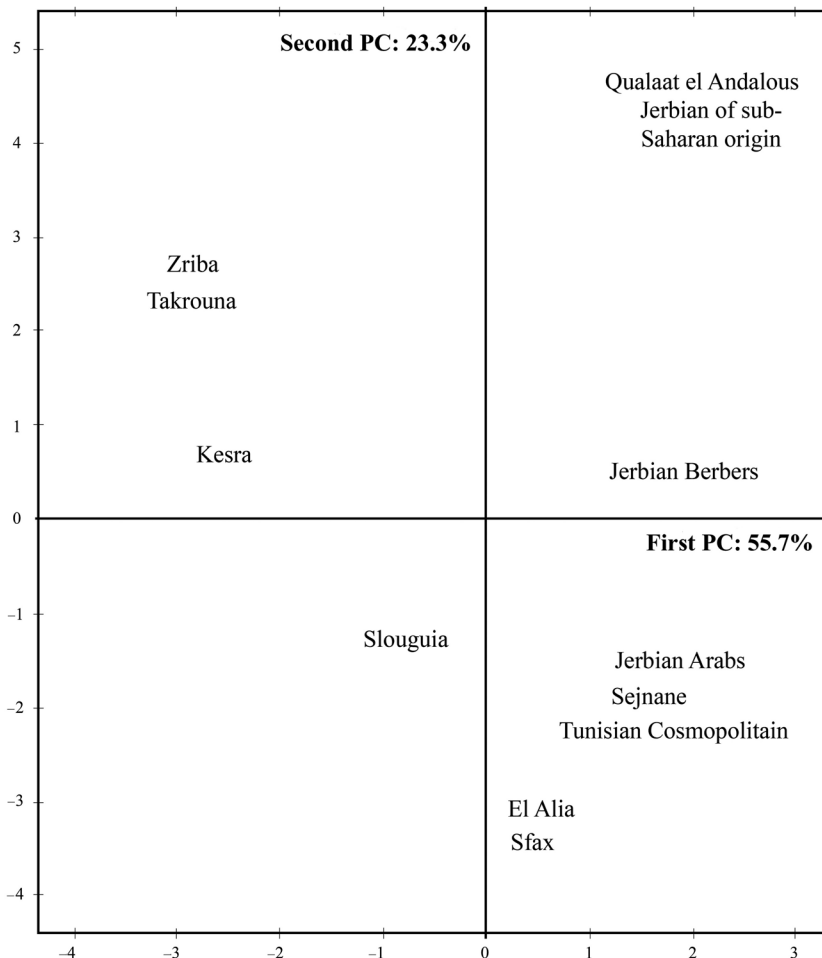 Second PC: 23.3%
5
Qualaat el Andalous
Jerbian of sub-
Saharan origin
4
3
Zriba
Takrouna
2
1
Kesra
Jerbian Berbers
0
First PC: 55.7%
–1
Slouguia
Jerbian Arabs
Sejnane
–2
Tunisian Cosmopolitain
–3
El Alia
Sfax
–4
–4 –3 –2 –1 0 1 2 3